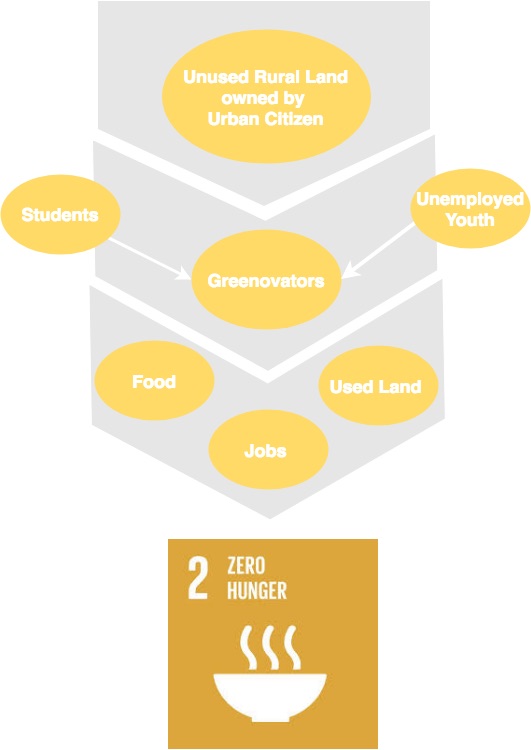 Unused Rural Land
owned by
Urban Citizen
Students
Unemployed
Youth
Greenovators
Food
Used Land
Jobs
2 ZERO
HUNGER